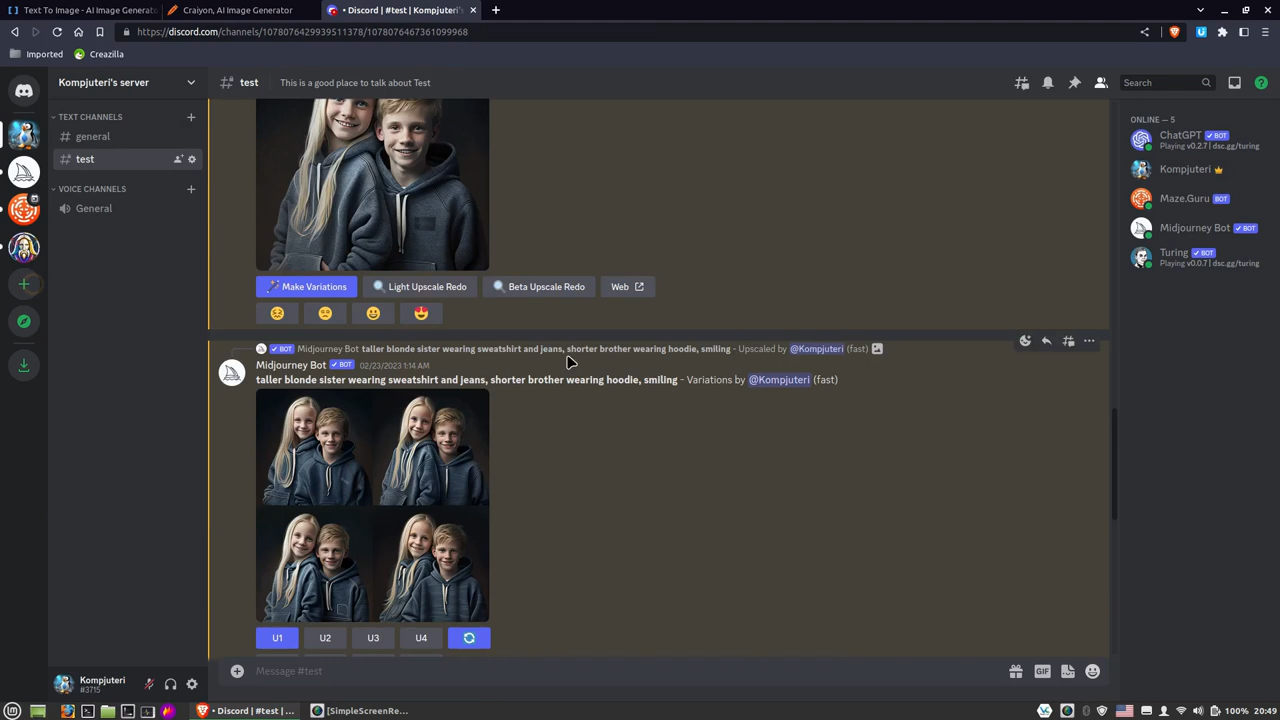 Text To Image - AI Image Generato
Craiyon, AI Image Generator
• Discord | #test | Kompjuteri's
https://discord.com/channels/1078076429939511378/1078076467361099968
Imported
Creazilla
Kompjuteri's server
test
This is a good place to talk about Test
Search
TEXT CHANNELS
general
test
VOICE CHANNELS
General
ONLINE — 5
ChatGPT BOT
Playing v0.2.7 | dsc.gg/turing
Kompjuteri
Maze.Guru BOT
Midjourney Bot BOT
Turing BOT
Playing v0.0.7 | dsc.gg/turing
Make Variations
Light Upscale Redo
Beta Upscale Redo
Web
BOT Midjourney Bot taller blonde sister wearing sweatshirt and jeans, shorter brother wearing hoodie, smiling - Upscaled by @Kompjuteri (fast)
Midjourney Bot BOT 02/23/2023 1:14 AM
taller blonde sister wearing sweatshirt and jeans, shorter brother wearing hoodie, smiling - Variations by @Kompjuteri (fast)
U1
U2
U3
U4
Message #test
GIF
Kompjuteri
#3715
• Discord | #test | ...
[SimpleScreenRe...
100%
20:49